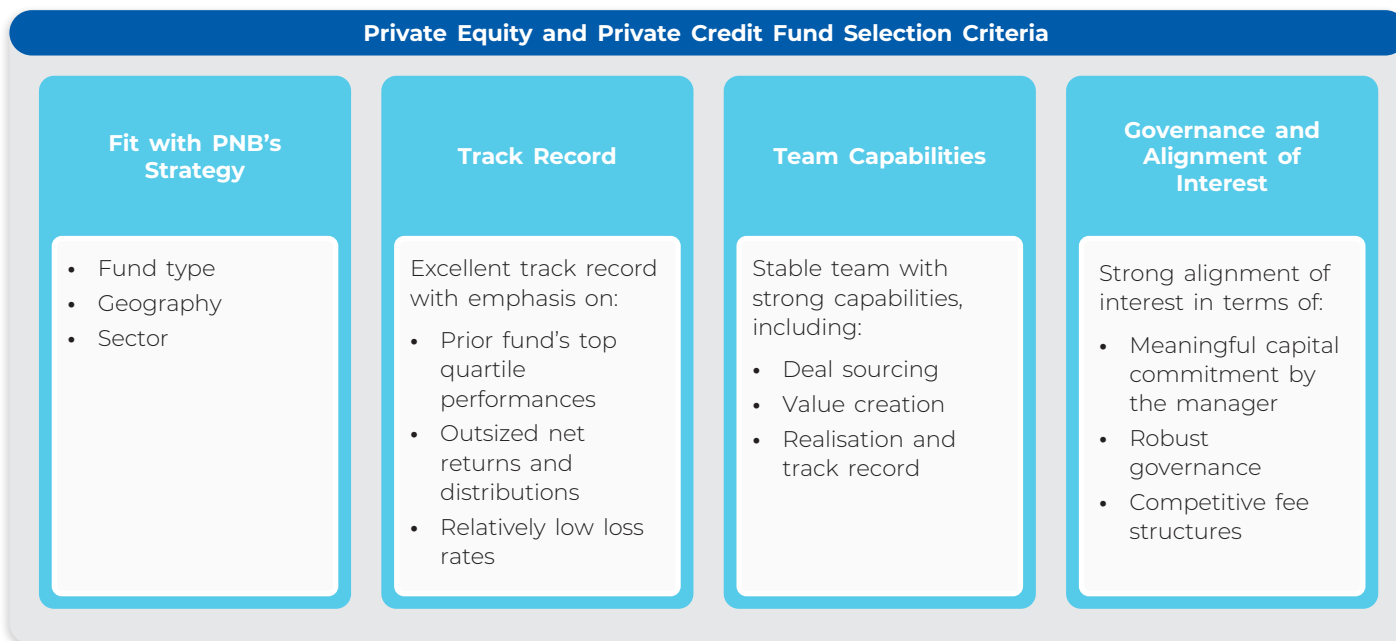 Private Equity and Private Credit Fund Selection Criteria
Fit with PNB's
Strategy
• Fund type
• Geography
• Sector
Track Record
Excellent track record
with emphasis on:
• Prior fund's top
quartile
performances
• Outsized net
returns and
distributions
• Relatively low loss
rates
Team Capabilities
Stable team with
strong capabilities,
including:
• Deal sourcing
• Value creation
• Realisation and
track record
Governance and
Alignment of
Interest
Strong alignment of
interest in terms of:
• Meaningful capital
commitment by
the manager
• Robust
governance
• Competitive fee
structures